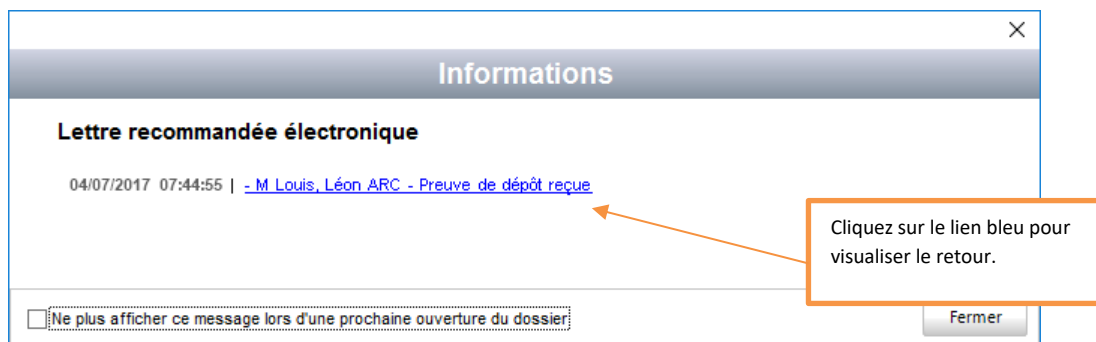 Informations
Lettre recommandée électronique
04/07/2017 07:44:55 | - M Louis, Léon ARC - Preuve de dépôt reçue
Cliquez sur le lien bleu pour
visualiser le retour.
Ne plus afficher ce message lors d'une prochaine ouverture du dossier
Fermer